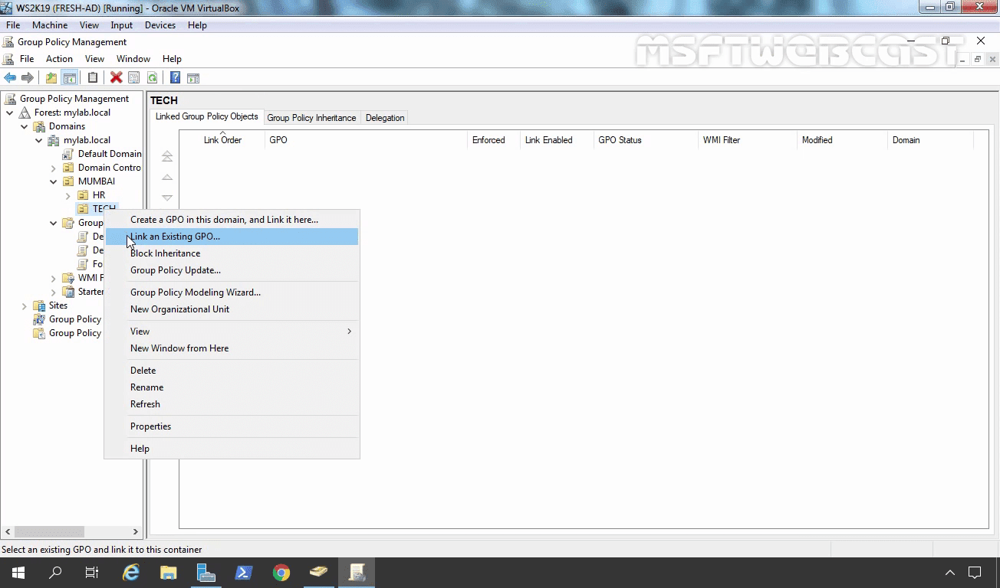 WS2K19 (FRESH-AD) [Running] - Oracle VM VirtualBox
File Machine View Input Devices Help
Group Policy Management
MSFTWEBCAST
File Action View Window Help
Group Policy Management
Forest: mylab.local
Domains
mylab.local
Default Domain
Domain Contro
MUMBAI
HR
TECH
Group
De
De
Fo
WMI F
Starter
Sites
Group Policy
Group Policy
TECH
Linked Group Policy Objects Group Policy Inheritance Delegation
Link Order GPO Enforced Link Enabled GPO Status WMI Filter Modified Domain
Create a GPO in this domain, and Link it here...
Link an Existing GPO...
Block Inheritance
Group Policy Update...
Group Policy Modeling Wizard...
New Organizational Unit
View
New Window from Here
Delete
Rename
Refresh
Properties
Help
Select an existing GPO and link it to this container